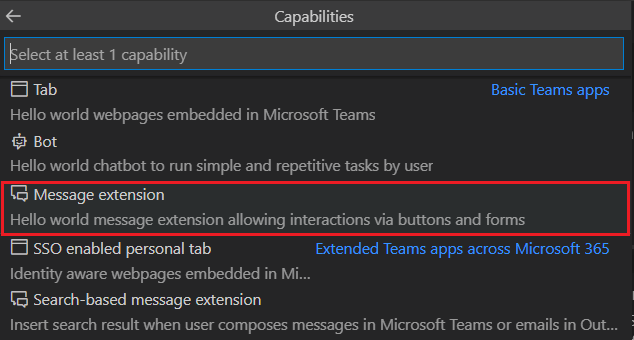 Capabilities
Select at least 1 capability
Tab Basic Teams apps
Hello world webpages embedded in Microsoft Teams
Bot
Hello world chatbot to run simple and repetitive tasks by user
Message extension
Hello world message extension allowing interactions via buttons and forms
SSO enabled personal tab Extended Teams apps across Microsoft 365
Identity aware webpages embedded in Mi...
Search-based message extension
Insert search result when user composes messages in Microsoft Teams or emails in Out...